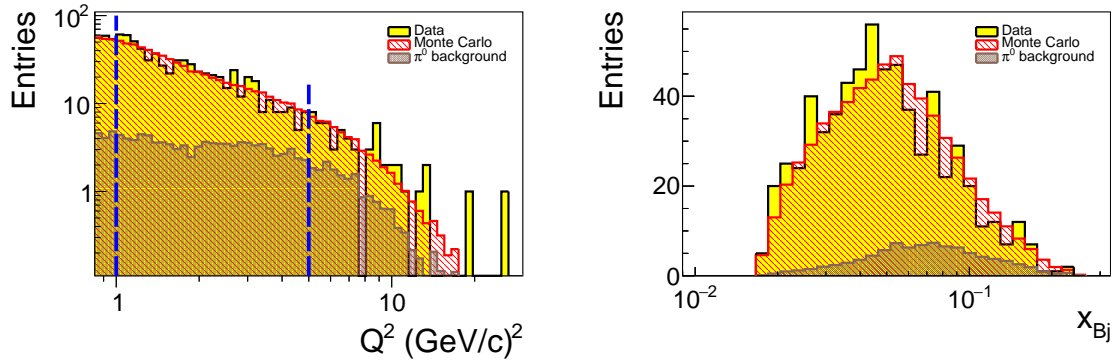 Entries
10²
10
1
1
10
Q² (GeV/c)²
Data
Monte Carlo
π⁰ background
Entries
40
20
0
10⁻²
10⁻¹
x_Bj
Data
Monte Carlo
π⁰ background